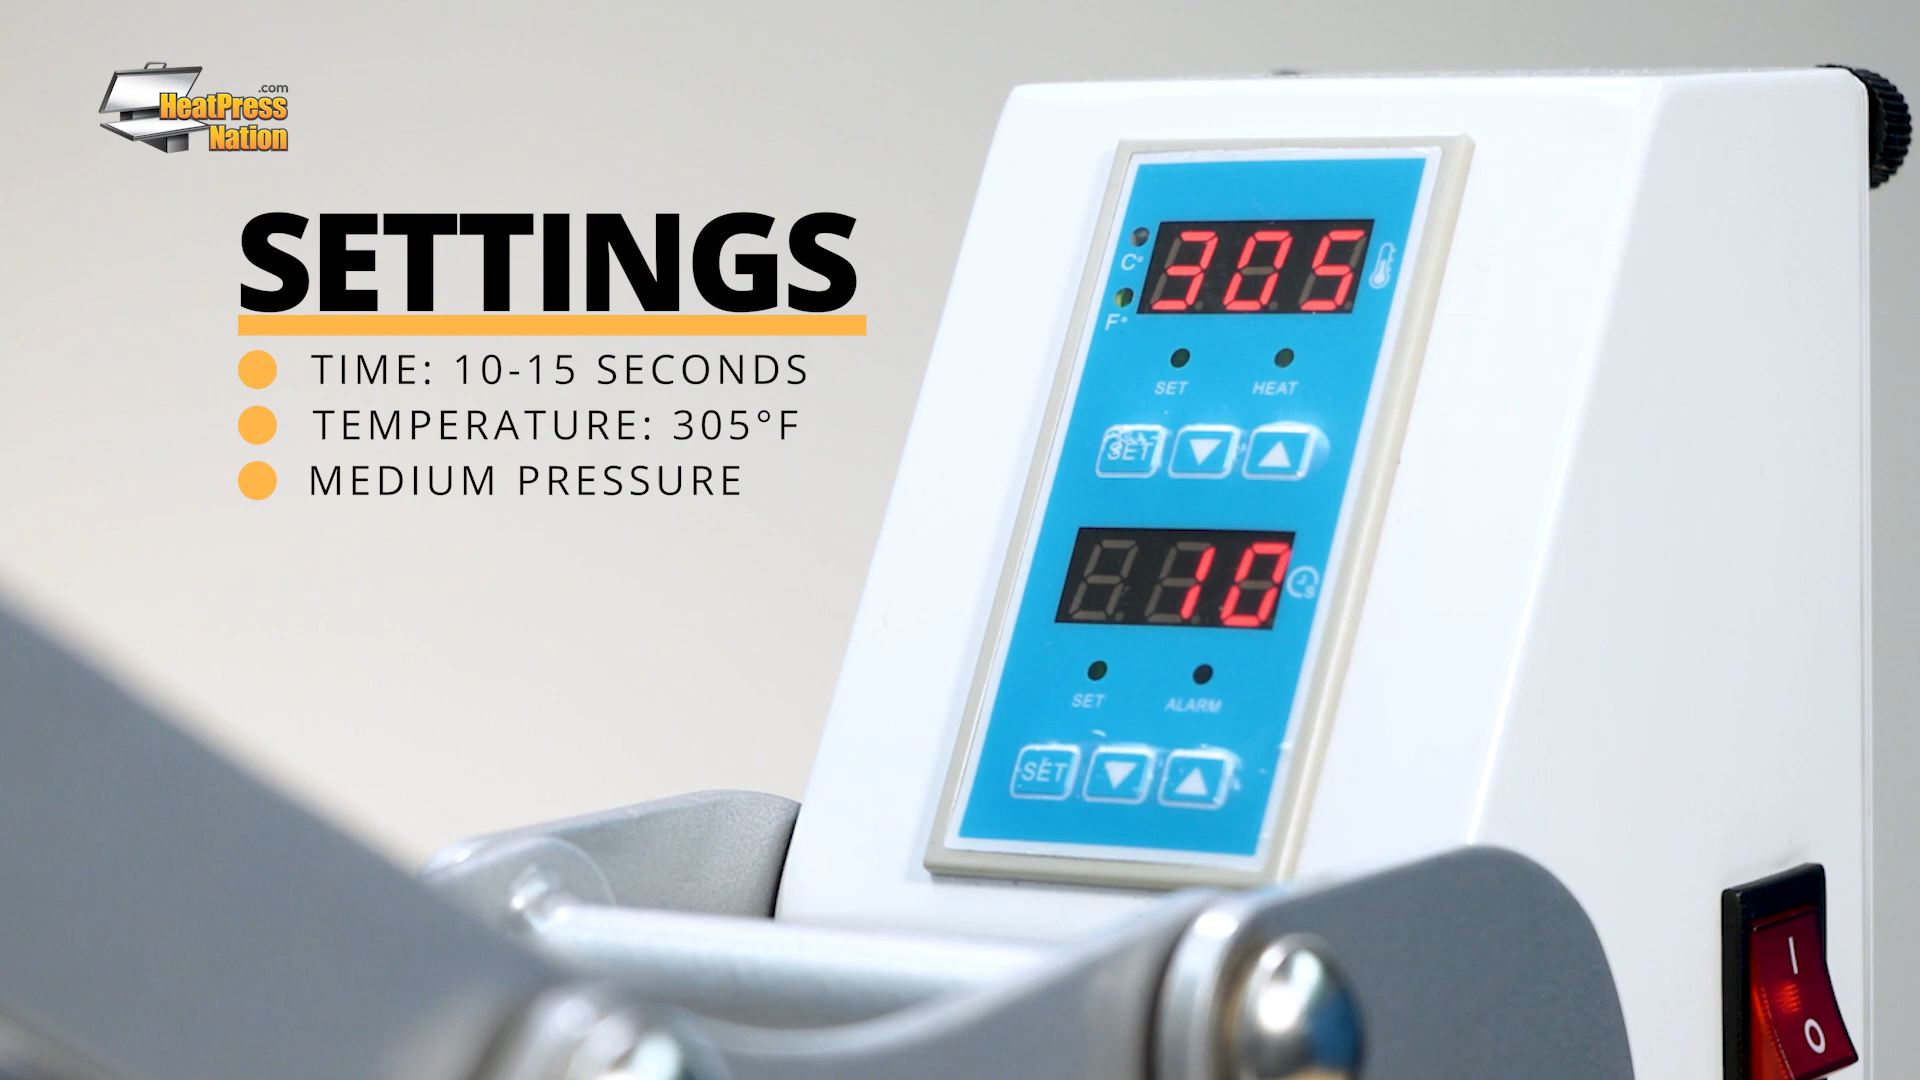 .com
HeatPress
Nation
SETTINGS
TIME: 10-15 SECONDS
TEMPERATURE: 305°F
MEDIUM PRESSURE
305
C°
F°
SET HEAT
SET
10
S
SET ALARM
SET
I
O